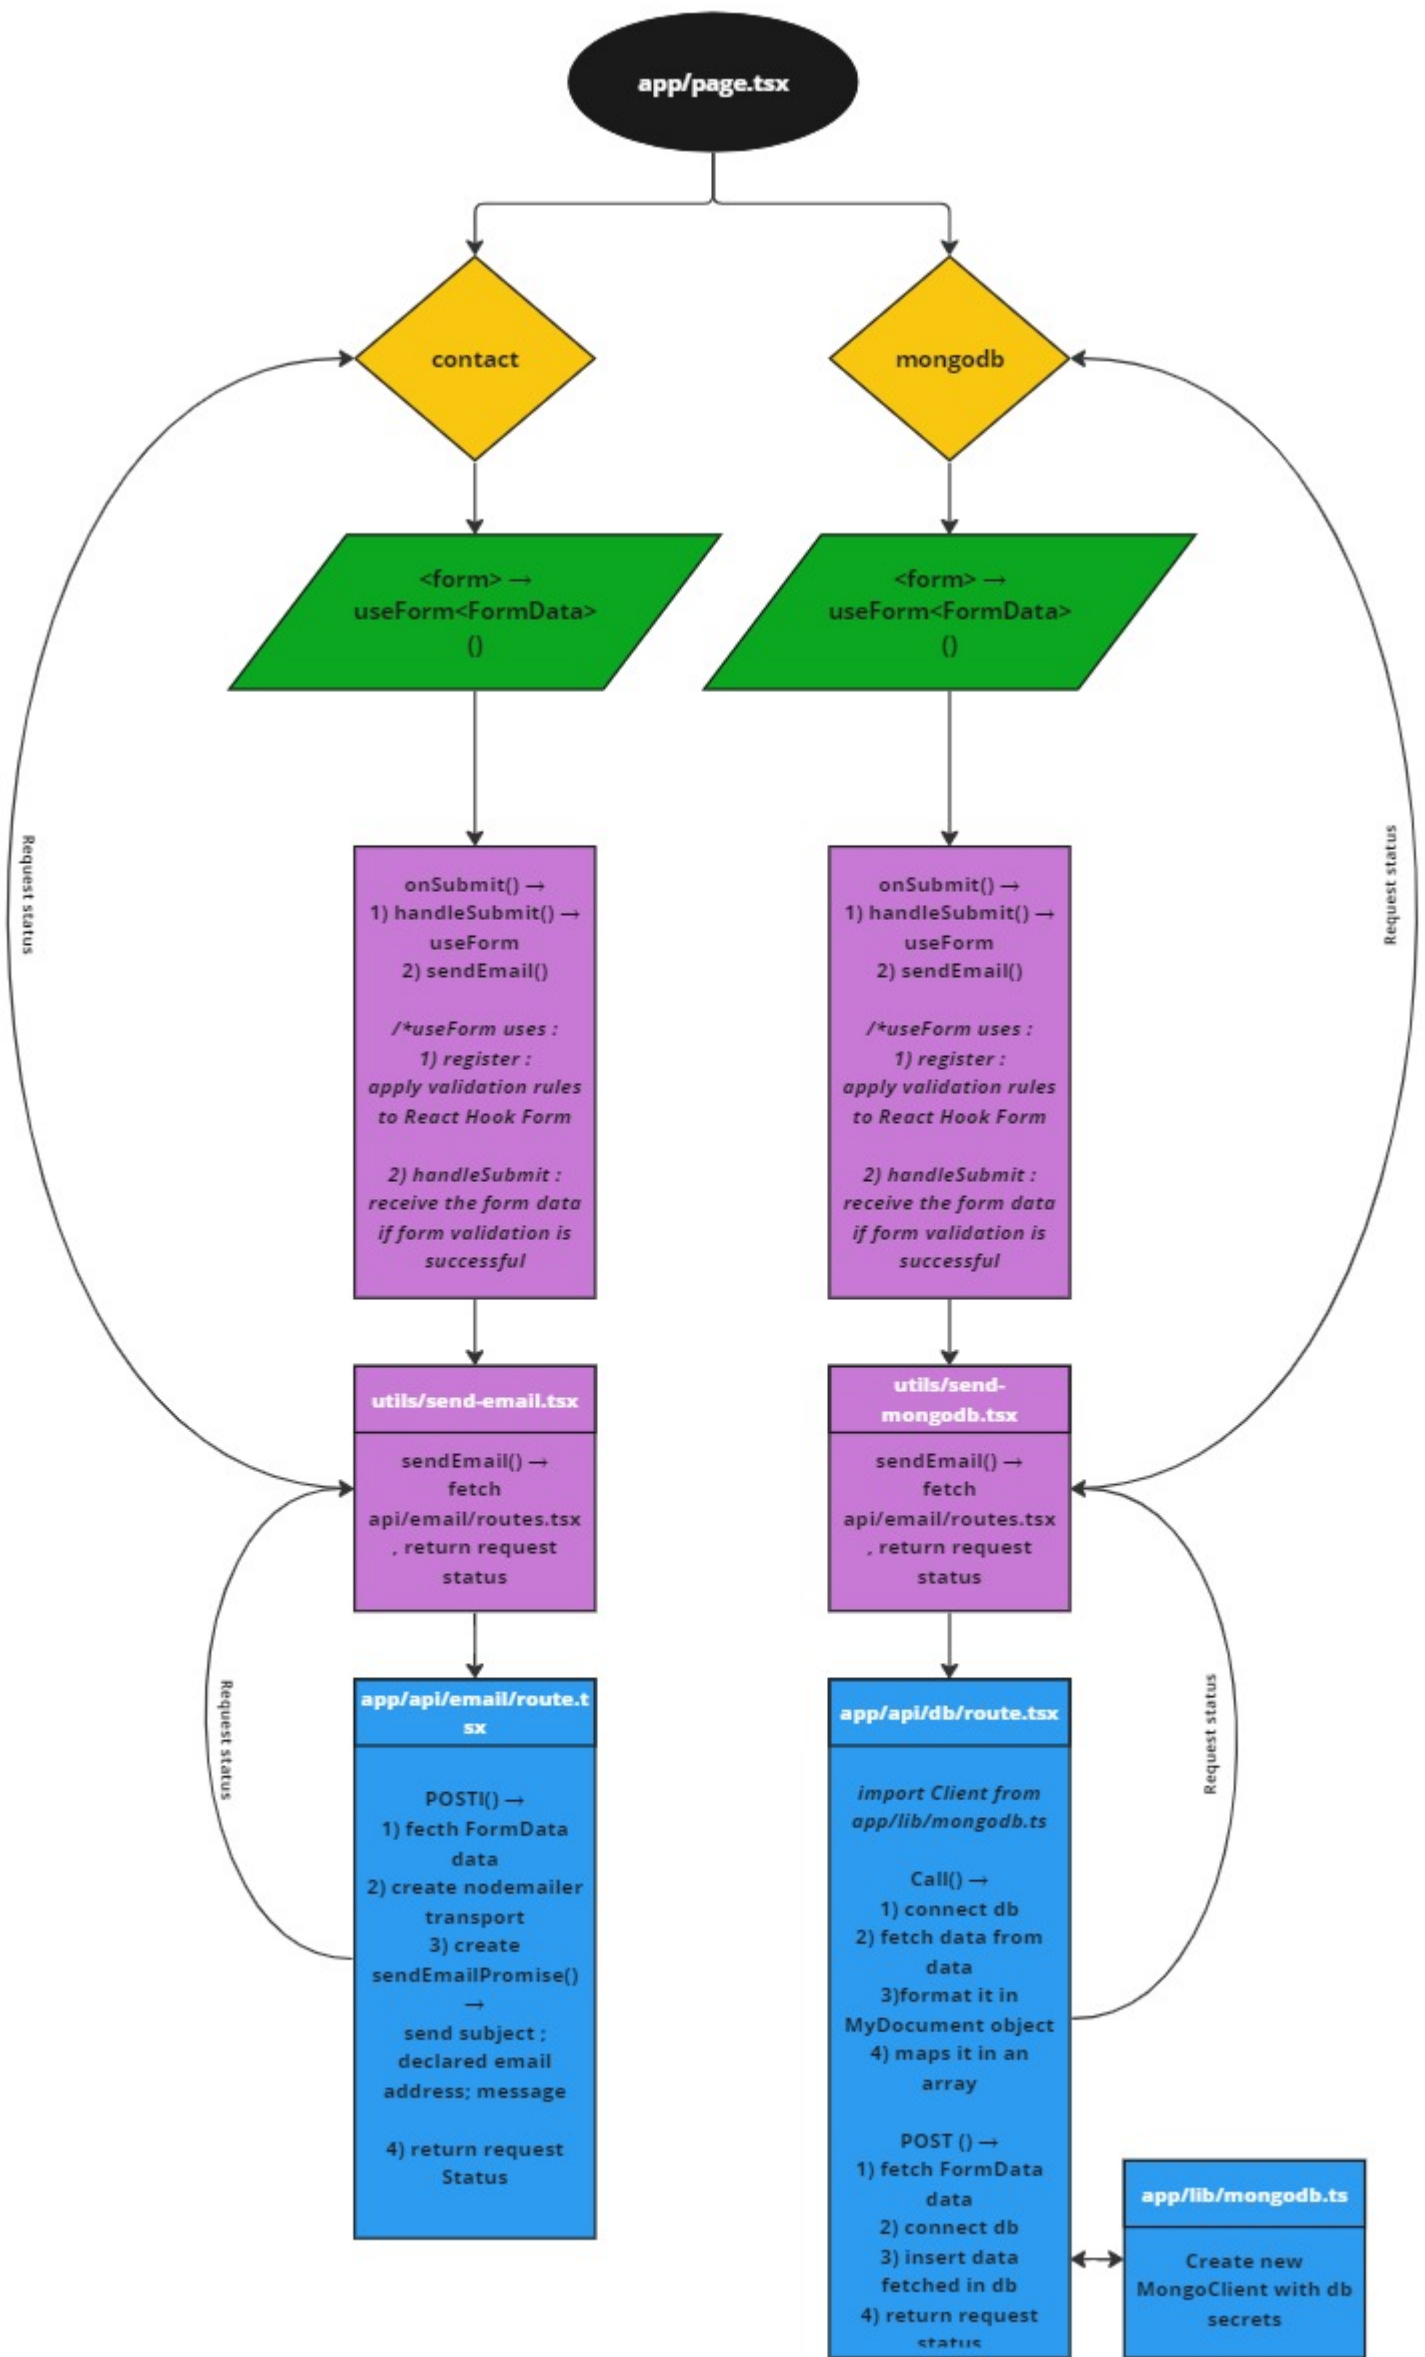 app/page.tsx
contact
mongodb
<form> →
useForm<FormData>
()
<form> →
useForm<FormData>
()
Request status
Request status
onSubmit() →
1) handleSubmit() →
useForm
2) sendEmail()
/*useForm uses :
1) register :
apply validation rules
to React Hook Form
2) handleSubmit :
receive the form data
if form validation is
successful
onSubmit() →
1) handleSubmit() →
useForm
2) sendEmail()
/*useForm uses :
1) register :
apply validation rules
to React Hook Form
2) handleSubmit :
receive the form data
if form validation is
successful
utils/send-email.tsx
sendEmail() →
fetch
api/email/routes.tsx
, return request
status
utils/send-
mongodb.tsx
sendEmail() →
fetch
api/email/routes.tsx
, return request
status
Request status
Request status
app/api/email/route.t
sx
POSTI() →
1) fecth FormData
data
2) create nodemailer
transport
3) create
sendEmailPromise()
→
send subject ;
declared email
address; message
4) return request
Status
app/api/db/route.tsx
import Client from
app/lib/mongodb.ts
Call() →
1) connect db
2) fetch data from
data
3)format it in
MyDocument object
4) maps it in an
array
POST () →
1) fetch FormData
data
2) connect db
3) insert data
fetched in db
4) return request
status
app/lib/mongodb.ts
Create new
MongoClient with db
secrets